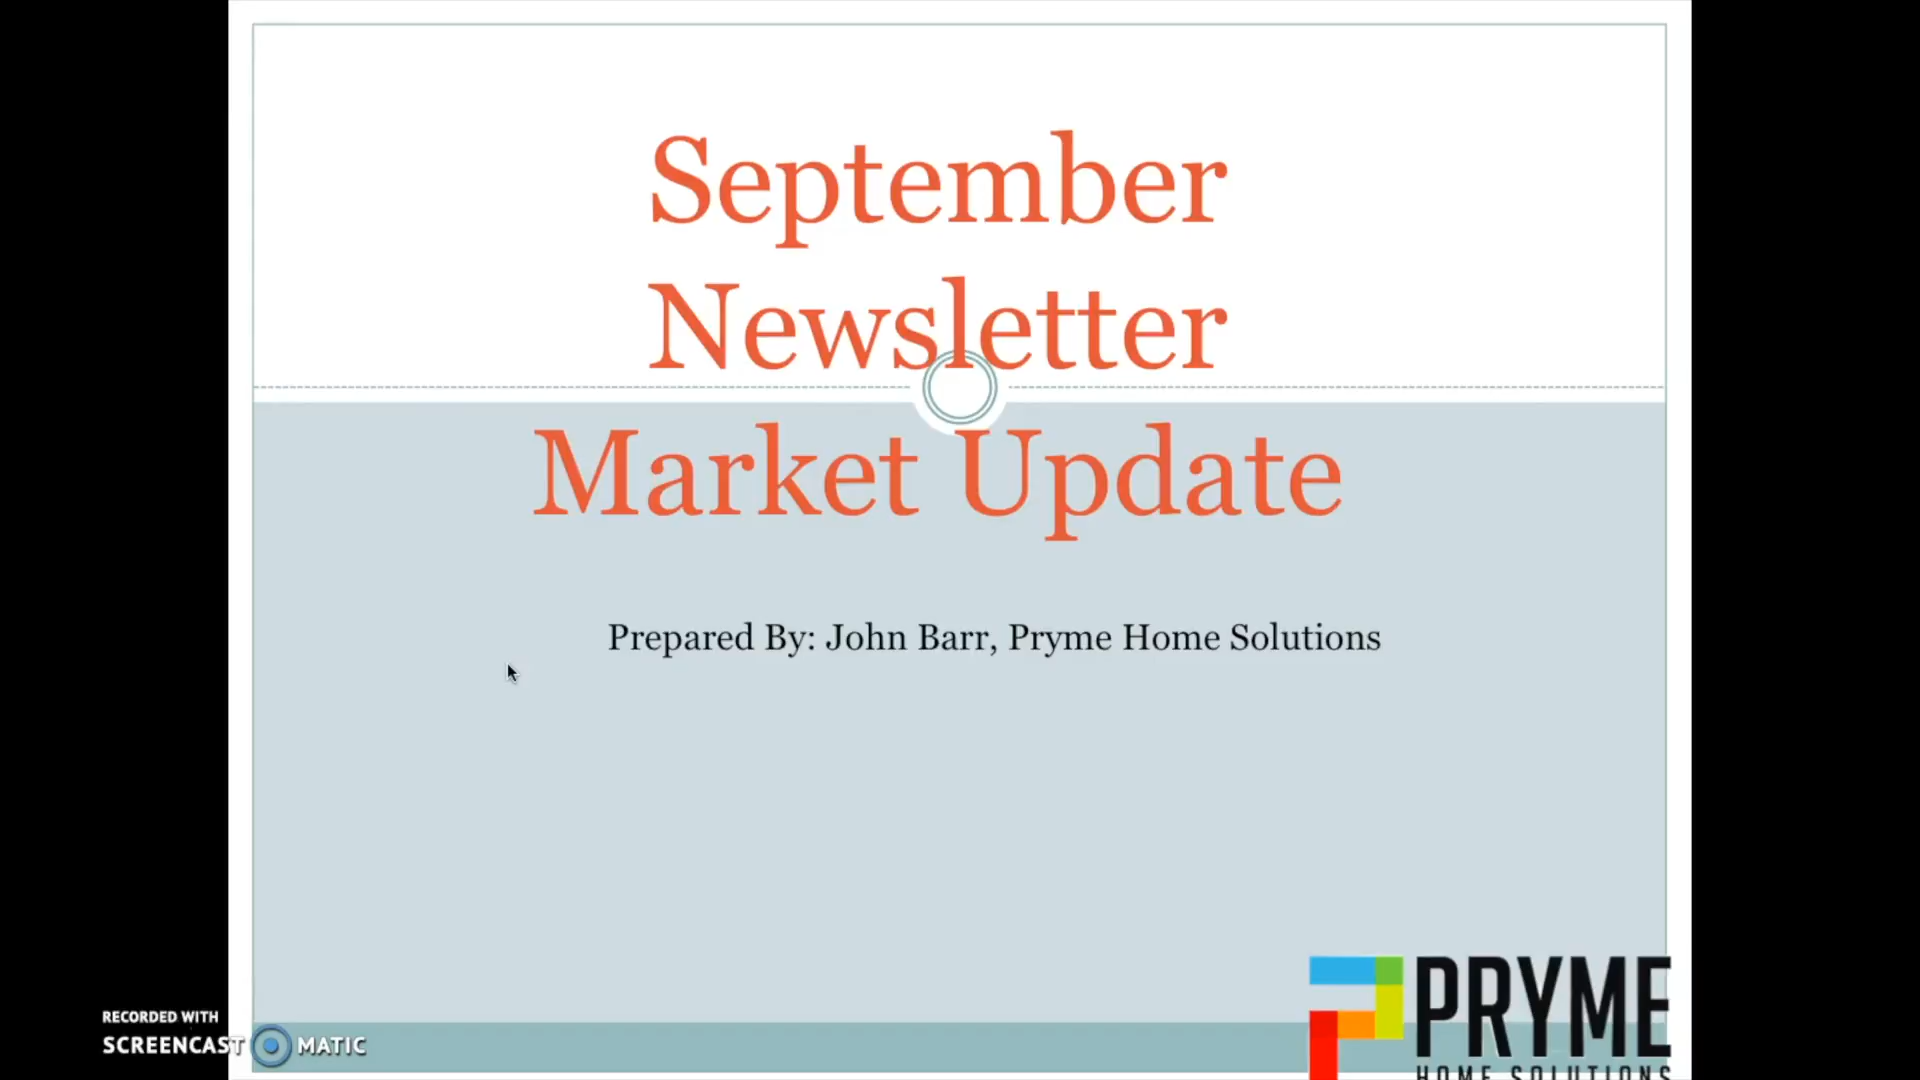 September
Newsletter
Market Update
Prepared By: John Barr, Pryme Home Solutions
RECORDED WITH
SCREENCAST MATIC
PRYME
HOME SOLUTIONS